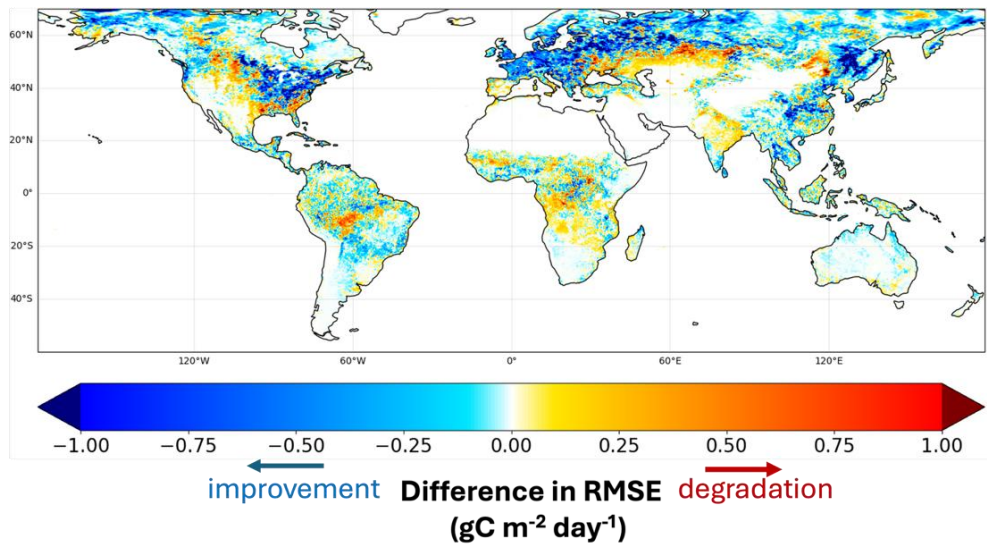 60°N
40°N
20°N
0°
20°S
40°S
120°W 60°W 0° 60°E 120°E
−1.00 −0.75 −0.50 −0.25 0.00 0.25 0.50 0.75 1.00
improvement Difference in RMSE degradation
(gC m⁻² day⁻¹)